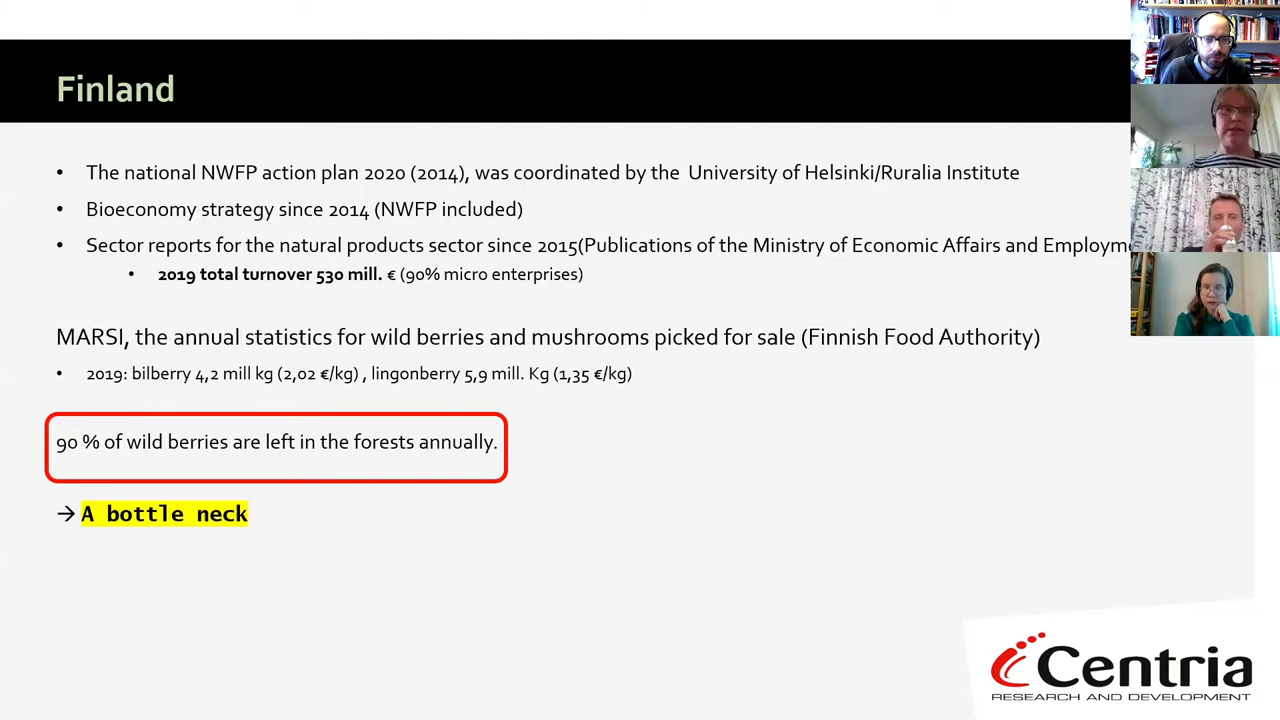 Finland
• The national NWFP action plan 2020 (2014), was coordinated by the University of Helsinki/Ruralia Institute
• Bioeconomy strategy since 2014 (NWFP included)
• Sector reports for the natural products sector since 2015(Publications of the Ministry of Economic Affairs and Employme
• 2019 total turnover 530 mill. € (90% micro enterprises)
MARSI, the annual statistics for wild berries and mushrooms picked for sale (Finnish Food Authority)
• 2019: bilberry 4,2 mill kg (2,02 €/kg) , lingonberry 5,9 mill. Kg (1,35 €/kg)
90 % of wild berries are left in the forests annually.
→ A bottle neck
Centria
RESEARCH AND DEVELOPMENT